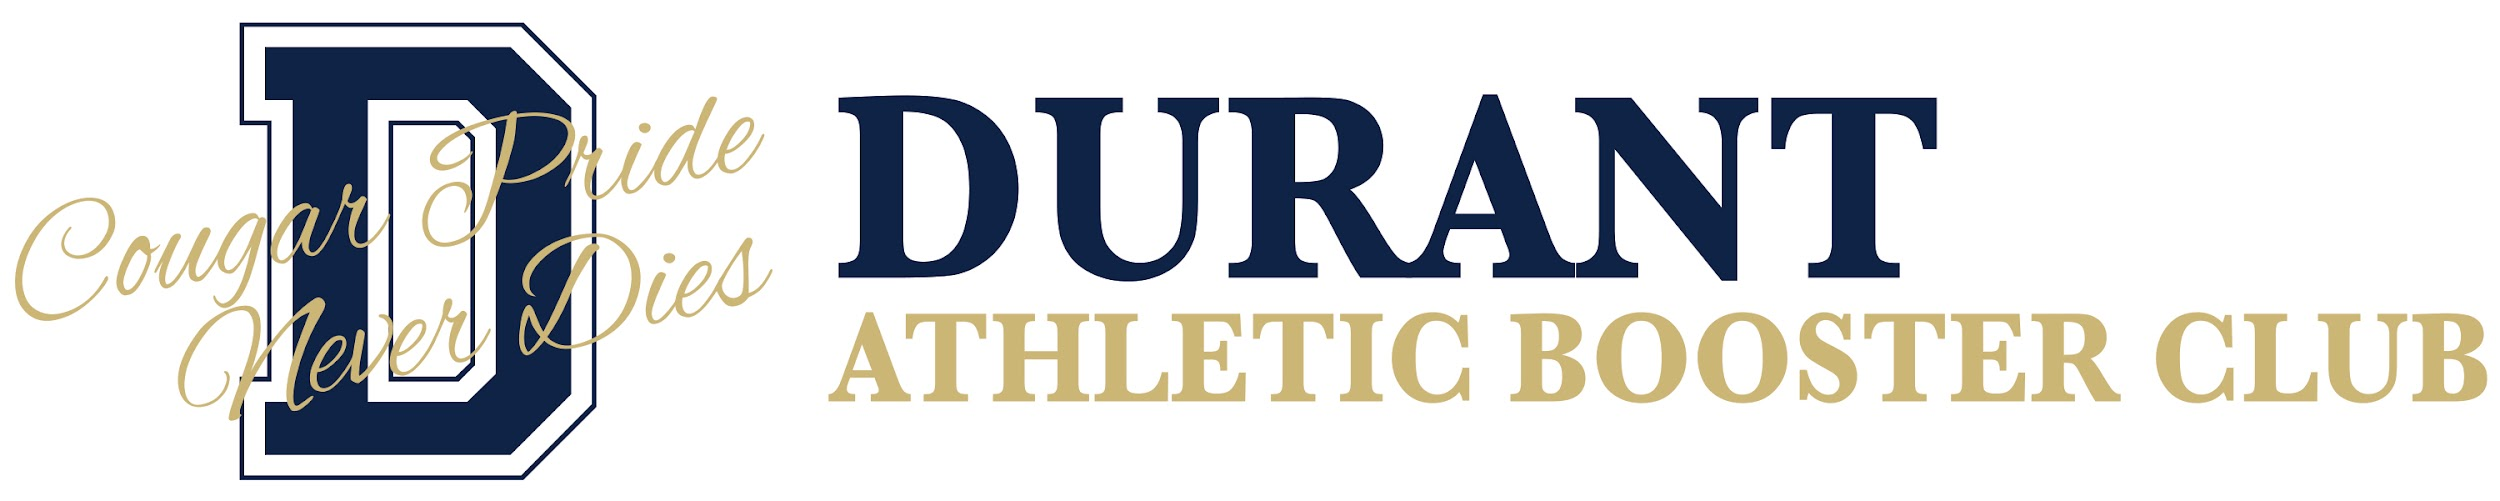 D
Cougar Pride
Never Dies
DURANT
ATHLETIC BOOSTER CLUB